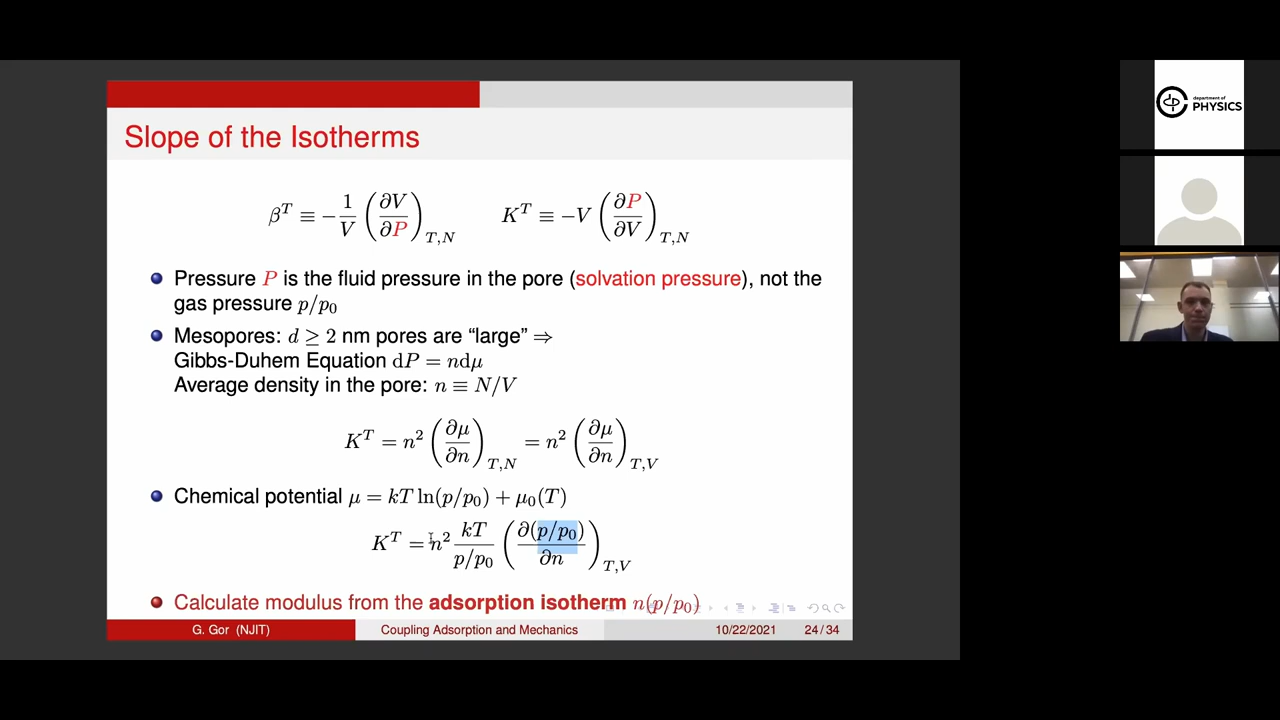 Slope of the Isotherms
β^T ≡ −1/V (∂V/∂P)_{T,N}    K^T ≡ −V (∂P/∂V)_{T,N}
Pressure P is the fluid pressure in the pore (solvation pressure), not the
gas pressure p/p₀
Mesopores: d ≥ 2 nm pores are “large” ⇒
Gibbs-Duhem Equation dP = ndμ
Average density in the pore: n ≡ N/V
K^T = n² (∂μ/∂n)_{T,N} = n² (∂μ/∂n)_{T,V}
Chemical potential μ = kT ln(p/p₀) + μ₀(T)
K^T = n² kT/(p/p₀) (∂(p/p₀)/∂n)_{T,V}
Calculate modulus from the adsorption isotherm n(p/p₀)
G. Gor (NJIT)    Coupling Adsorption and Mechanics    10/22/2021    24/34
department of
PHYSICS